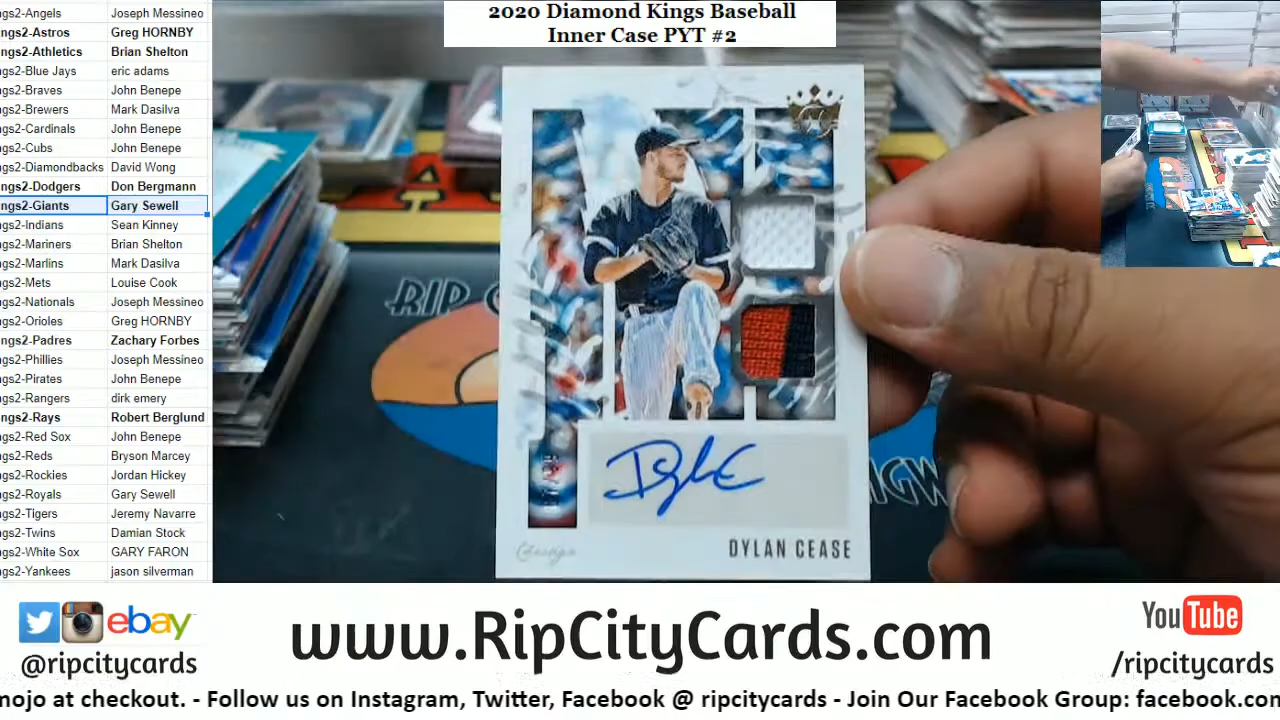 2020 Diamond Kings Baseball
Inner Case PYT #2
ngs2-Angels Joseph Messineo
ngs2-Astros Greg HORNBY
ngs2-Athletics Brian Shelton
ngs2-Blue Jays eric adams
ngs2-Braves John Benepe
ngs2-Brewers Mark Dasilva
ngs2-Cardinals John Benepe
ngs2-Cubs John Benepe
ngs2-Diamondbacks David Wong
ngs2-Dodgers Don Bergmann
ngs2-Giants Gary Sewell
ngs2-Indians Sean Kinney
ngs2-Mariners Brian Shelton
ngs2-Marlins Mark Dasilva
ngs2-Mets Louise Cook
ngs2-Nationals Joseph Messineo
ngs2-Orioles Greg HORNBY
ngs2-Padres Zachary Forbes
ngs2-Phillies Joseph Messineo
ngs2-Pirates John Benepe
ngs2-Rangers dirk emery
ngs2-Rays Robert Berglund
ngs2-Red Sox John Benepe
ngs2-Reds Bryson Marcey
ngs2-Rockies Jordan Hickey
ngs2-Royals Gary Sewell
ngs2-TIgers Jeremy Navarre
ngs2-Twins Damian Stock
ngs2-White Sox GARY FARON
ngs2-Yankees jason silverman
RIP
Chicago
DYLAN CEASE
ebay
@ripcitycards
www.RipCityCards.com
YouTube
/ripcitycards
mojo at checkout. - Follow us on Instagram, Twitter, Facebook @ ripcitycards - Join Our Facebook Group: facebook.com